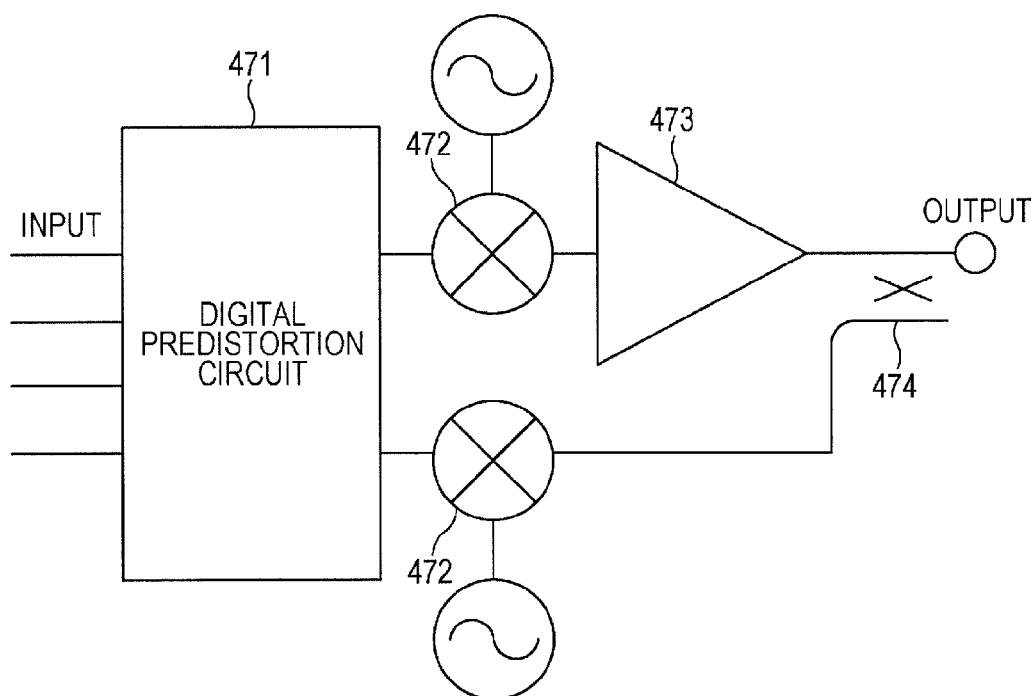 471
472
473
INPUT
OUTPUT
DIGITAL
PREDISTORTION
CIRCUIT
474
472